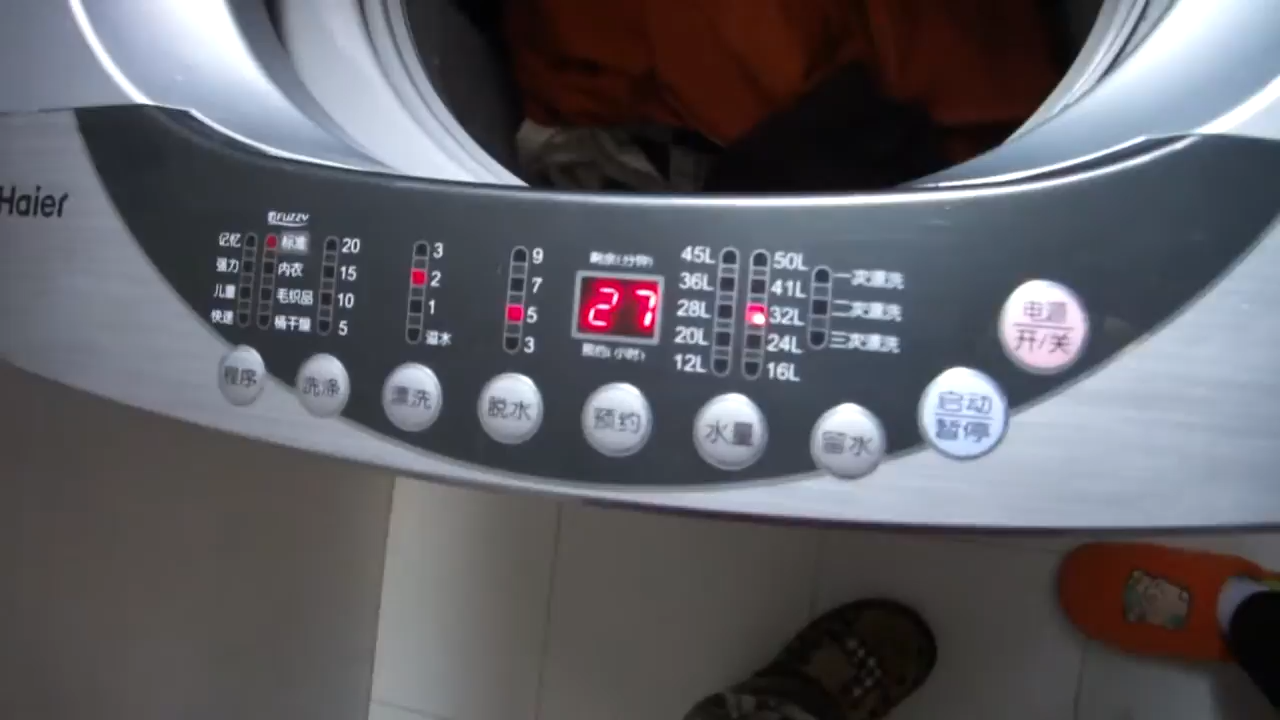 Haier
Fuzzy
记忆
标准
20
强力
内衣
15
儿童
毛织品
10
快速
桶干燥
5
3
2
1
溢水
9
7
5
3
剩余(分钟)
27
预约(小时)
45L
50L
36L
41L
28L
32L
20L
24L
12L
16L
一次漂洗
二次漂洗
三次漂洗
程序
洗涤
漂洗
脱水
预约
水量
留水
启动
暂停
电源
开/关